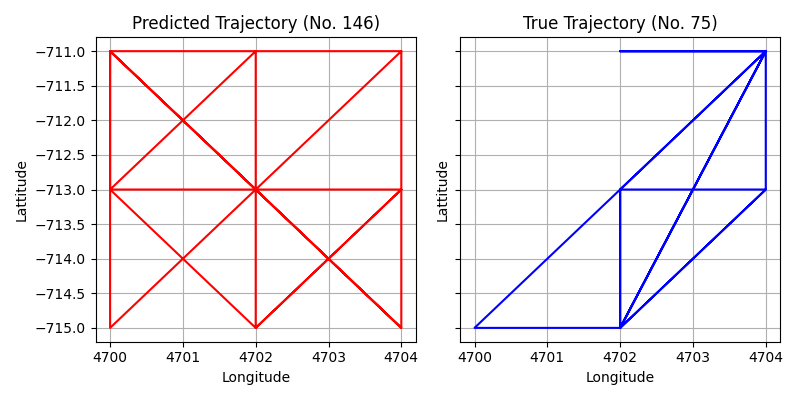 Predicted Trajectory (No. 146)
True Trajectory (No. 75)
−711.0
−711.5
−712.0
−712.5
−713.0
−713.5
−714.0
−714.5
−715.0
Lattitude
Lattitude
4700 4701 4702 4703 4704
4700 4701 4702 4703 4704
Longitude
Longitude